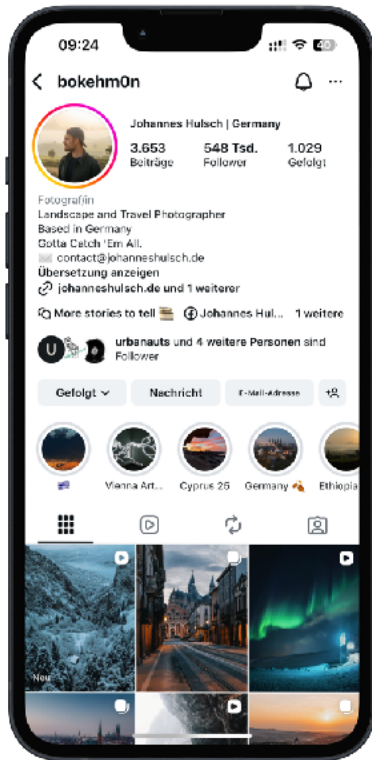 09:24
40
bokehm0n
Johannes Hulsch | Germany
3.653 548 Tsd. 1.029
Beiträge Follower Gefolgt
Fotograf/in
Landscape and Travel Photographer
Based in Germany
Gotta Catch 'Em All.
contact@johanneshulsch.de
Übersetzung anzeigen
johanneshulsch.de und 1 weiterer
More stories to tell Johannes Hul... 1 weitere
urbanauts und 4 weitere Personen sind
Follower
Gefolgt Nachricht E-Mail-Adresse
Vienna Art... Cyprus 25 Germany Ethiopia
Neu